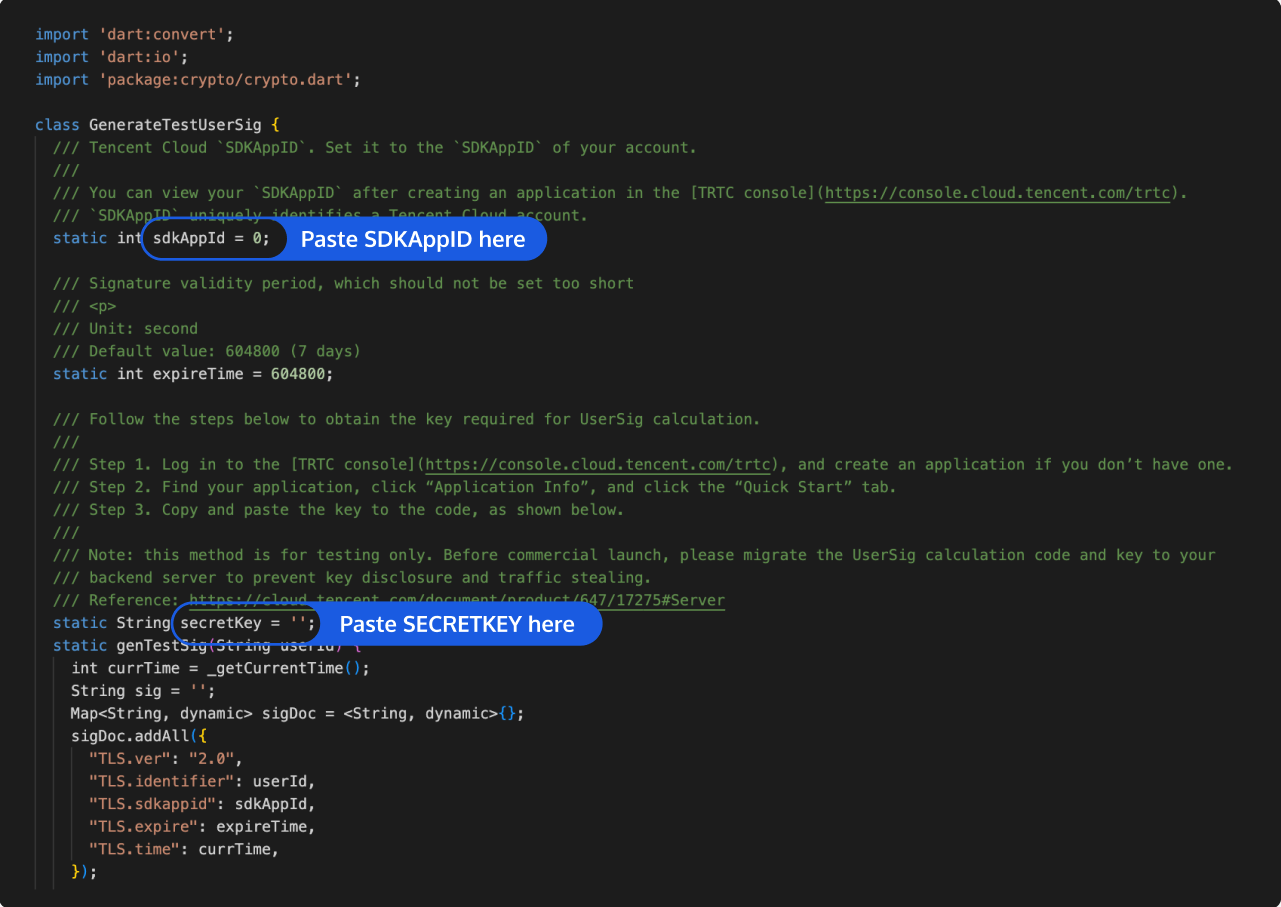 import 'dart:convert';
import 'dart:io';
import 'package:crypto/crypto.dart';
class GenerateTestUserSig {
/// Tencent Cloud `SDKAppID`. Set it to the `SDKAppID` of your account.
///
/// You can view your `SDKAppID` after creating an application in the [TRTC console](https://console.cloud.tencent.com/trtc).
/// `SDKAppID` uniquely identifies a Tencent Cloud account.
static int sdkAppId = 0; Paste SDKAppID here
/// Signature validity period, which should not be set too short
/// <p>
/// Unit: second
/// Default value: 604800 (7 days)
static int expireTime = 604800;
/// Follow the steps below to obtain the key required for UserSig calculation.
///
/// Step 1. Log in to the [TRTC console](https://console.cloud.tencent.com/trtc), and create an application if you don’t have one.
/// Step 2. Find your application, click “Application Info”, and click the “Quick Start” tab.
/// Step 3. Copy and paste the key to the code, as shown below.
///
/// Note: this method is for testing only. Before commercial launch, please migrate the UserSig calculation code and key to your
/// backend server to prevent key disclosure and traffic stealing.
/// Reference: https://cloud.tencent.com/document/product/647/17275#Server
static String secretKey = ''; Paste SECRETKEY here
static genTestSig(String userId) {
int currTime = _getCurrentTime();
String sig = '';
Map<String, dynamic> sigDoc = <String, dynamic>{};
sigDoc.addAll({
"TLS.ver": "2.0",
"TLS.identifier": userId,
"TLS.sdkappid": sdkAppId,
"TLS.expire": expireTime,
"TLS.time": currTime,
});